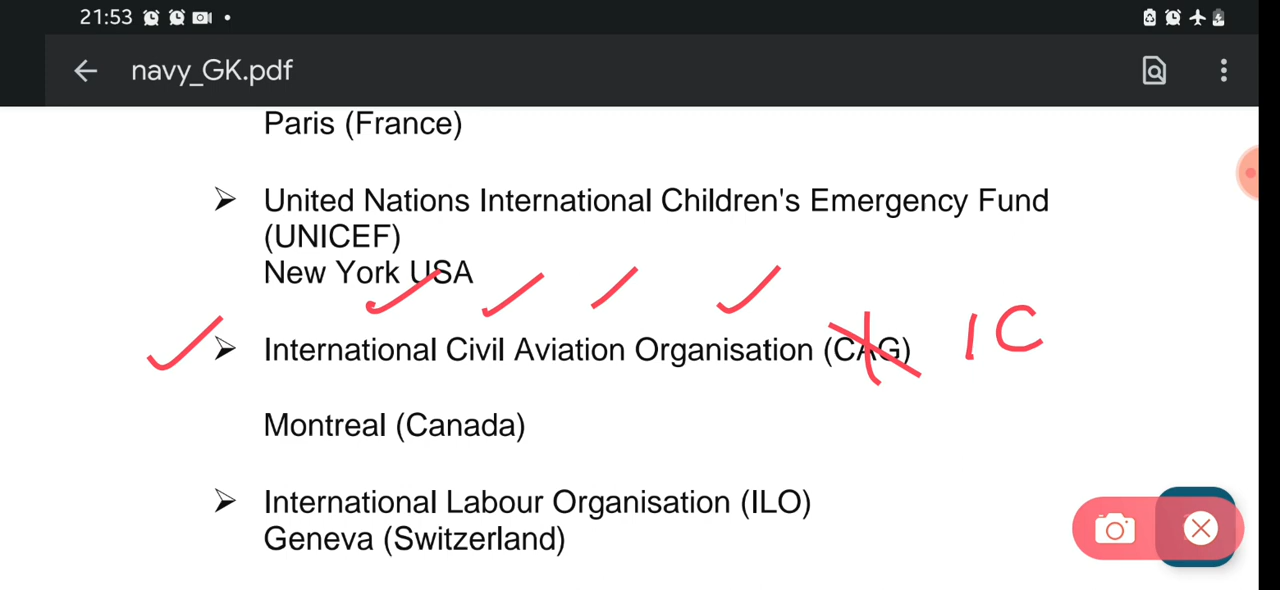 21:53
navy_GK.pdf
Paris (France)
United Nations International Children's Emergency Fund
(UNICEF)
New York USA
International Civil Aviation Organisation (CAG) IC
Montreal (Canada)
International Labour Organisation (ILO)
Geneva (Switzerland)